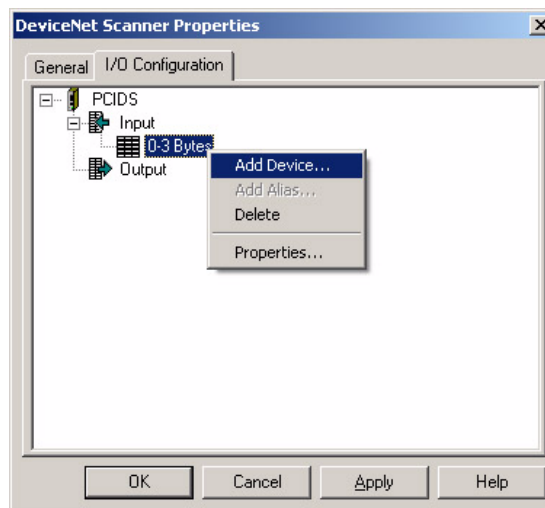 DeviceNet Scanner Properties
General I/O Configuration
PCIDS
Input
0-3 Bytes
Output
Add Device...
Add Alias...
Delete
Properties...
OK Cancel Apply Help